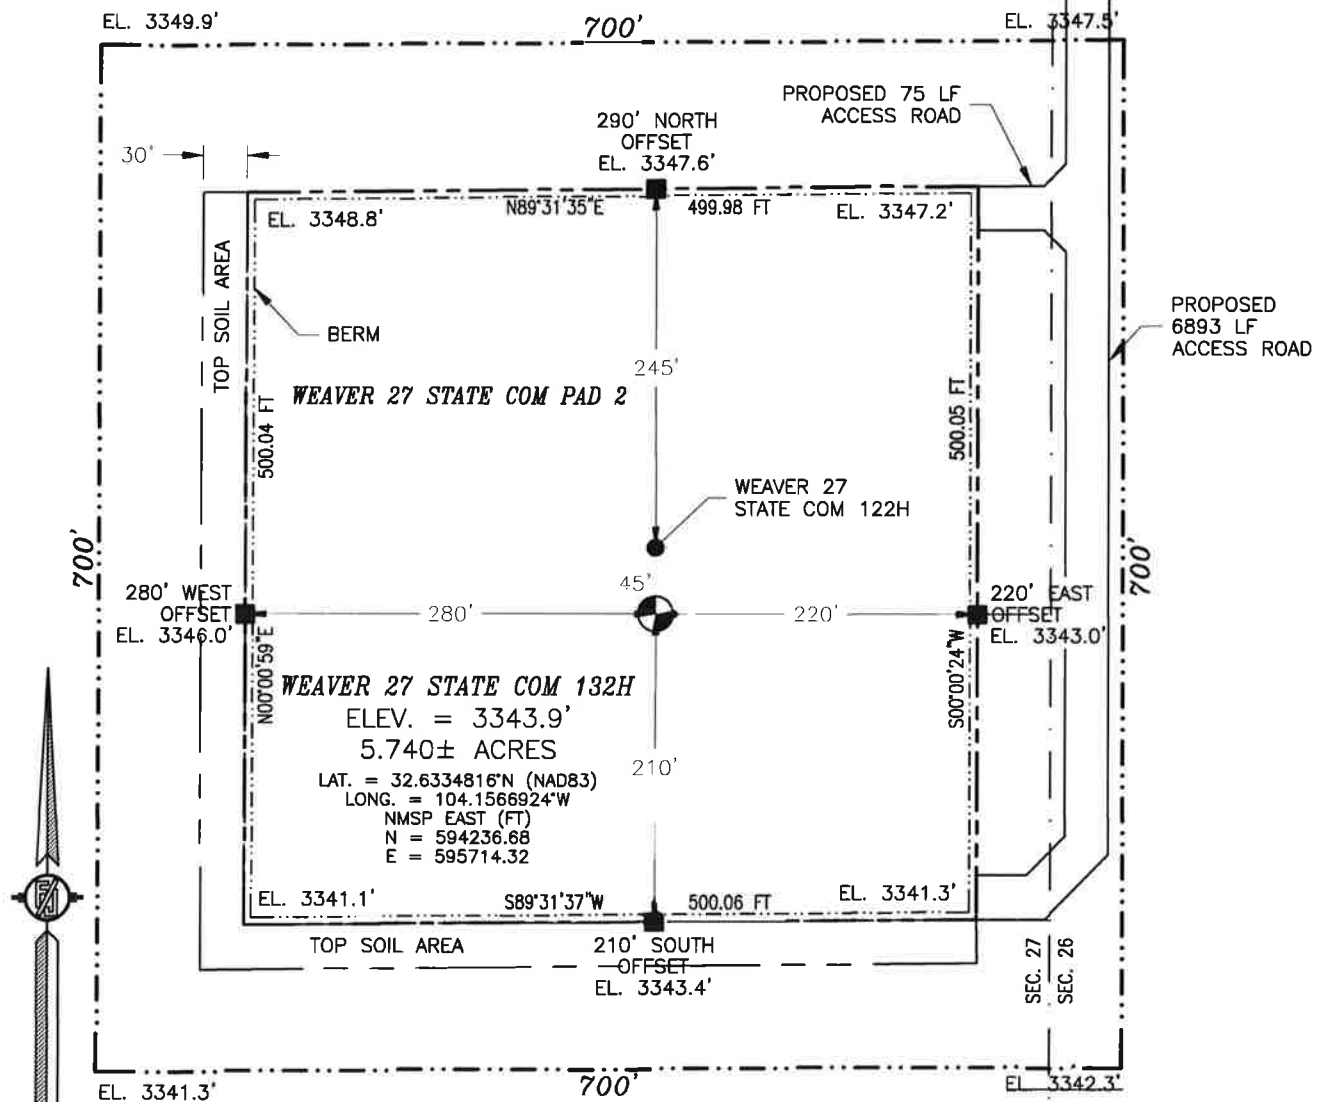 EL. 3349.9'
700'
EL. 3347.5'
PROPOSED 75 LF
ACCESS ROAD
290' NORTH
OFFSET
EL. 3347.6'
30'
EL. 3348.8'
N89°31'35"E
499.98 FT
EL. 3347.2'
TOP SOIL AREA
BERM
PROPOSED
6893 LF
ACCESS ROAD
245'
WEAVER 27 STATE COM PAD 2
500.04 FT
500.05 FT
WEAVER 27
STATE COM 122H
700'
700'
45'
280' WEST
OFFSET
EL. 3346.0'
280'
220'
220' EAST
OFFSET
EL. 3343.0'
N00°00'59"E
S00°00'24"W
WEAVER 27 STATE COM 132H
ELEV. = 3343.9'
5.740± ACRES
LAT. = 32.6334816°N (NAD83)
LONG. = 104.1566924°W
NMSP EAST (FT)
N = 594236.68
E = 595714.32
210'
EL. 3341.1'
S89°31'37"W
500.06 FT
EL. 3341.3'
TOP SOIL AREA
210' SOUTH
OFFSET
EL. 3343.4'
SEC. 27
SEC. 26
EL. 3341.3'
700'
EL. 3342.3'